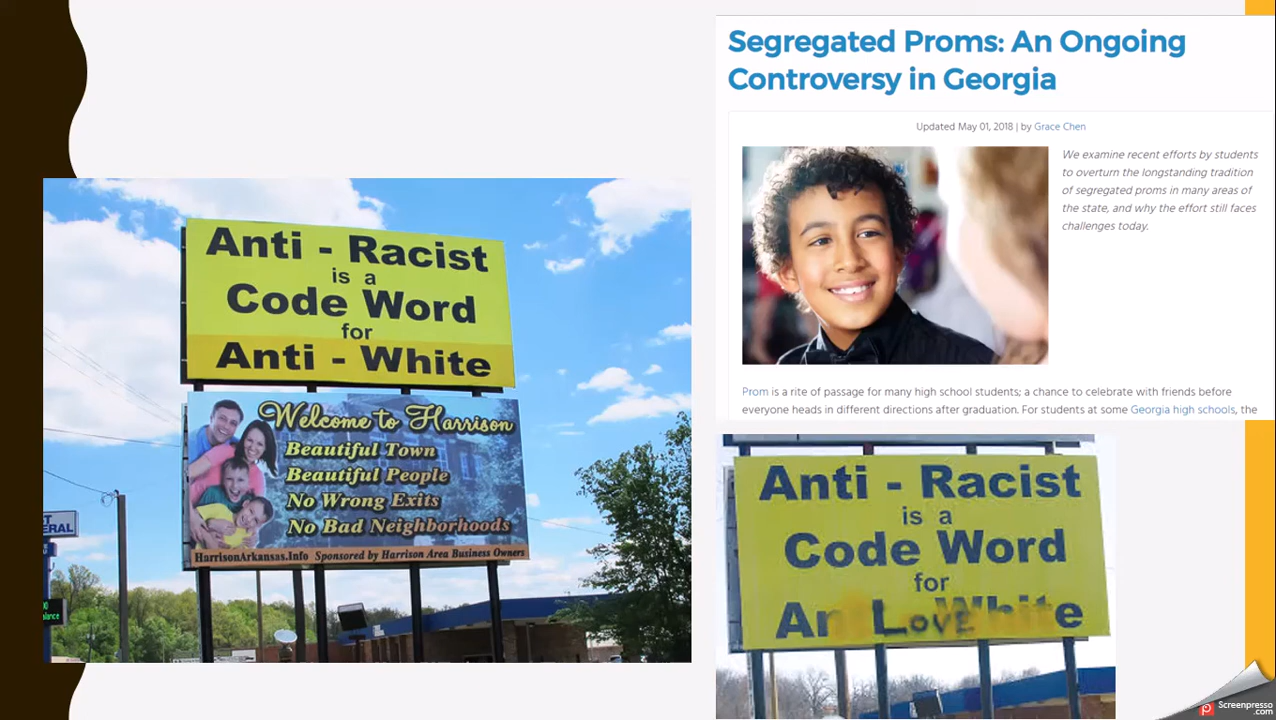 Anti - Racist
is a
Code Word
for
Anti - White
Welcome to Harrison
Beautiful Town
Beautiful People
No Wrong Exits
No Bad Neighborhoods
HarrisonArkansas.Info Sponsored by Harrison Area Business Owners
Segregated Proms: An Ongoing
Controversy in Georgia
Updated May 01, 2018 | by Grace Chen
We examine recent efforts by students
to overturn the longstanding tradition
of segregated proms in many areas of
the state, and why the effort still faces
challenges today.
Prom is a rite of passage for many high school students; a chance to celebrate with friends before
everyone heads in different directions after graduation. For students at some Georgia high schools, the
Anti - Racist
is a
Code Word
for
Love
Screenpresso
.com